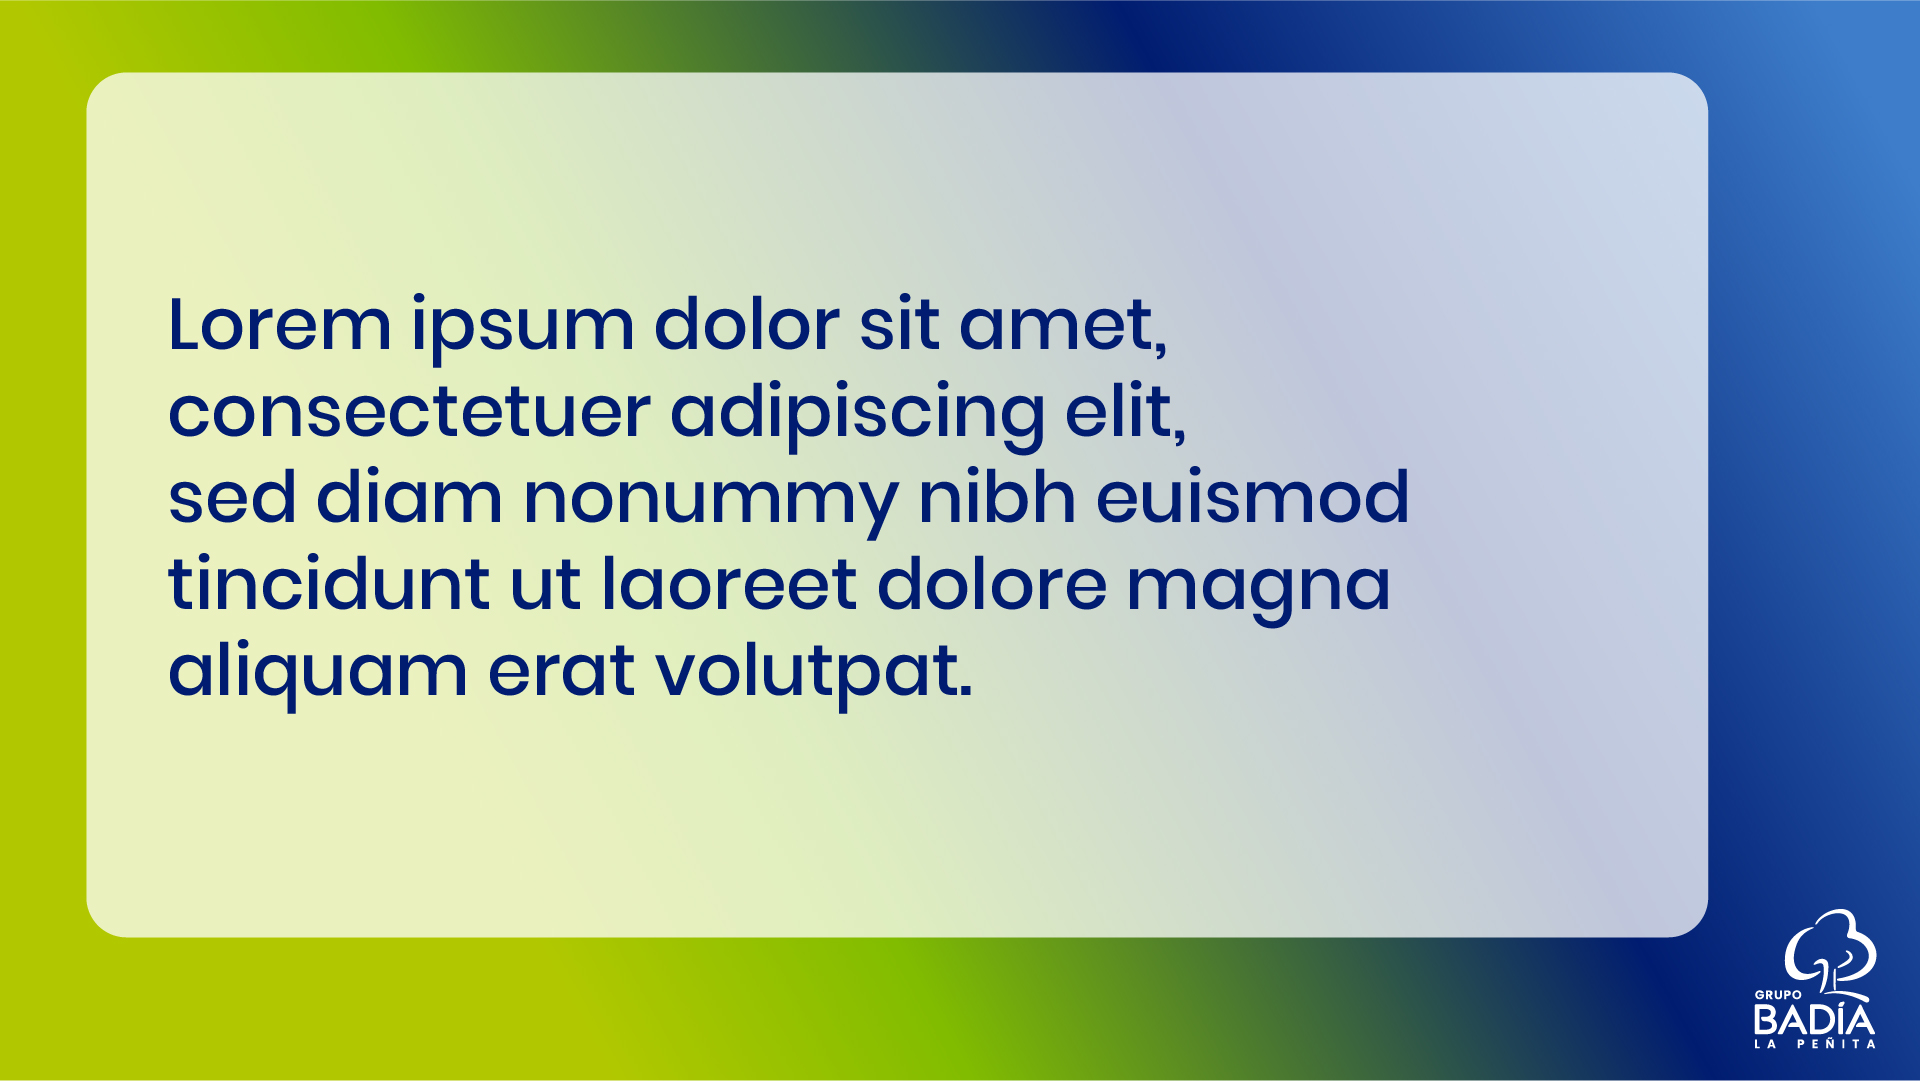 Lorem ipsum dolor sit amet,
consectetuer adipiscing elit,
sed diam nonummy nibh euismod
tincidunt ut laoreet dolore magna
aliquam erat volutpat.
GRUPO
BADÍA
LA PEÑITA